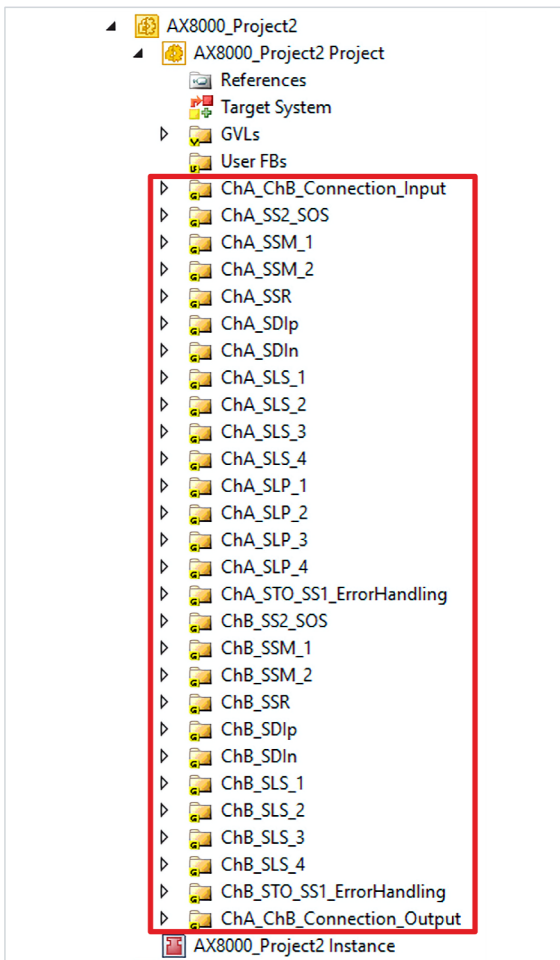 AX8000_Project2
AX8000_Project2 Project
References
Target System
GVLs
User FBs
ChA_ChB_Connection_Input
ChA_SS2_SOS
ChA_SSM_1
ChA_SSM_2
ChA_SSR
ChA_SDIp
ChA_SDIn
ChA_SLS_1
ChA_SLS_2
ChA_SLS_3
ChA_SLS_4
ChA_SLP_1
ChA_SLP_2
ChA_SLP_3
ChA_SLP_4
ChA_STO_SS1_ErrorHandling
ChB_SS2_SOS
ChB_SSM_1
ChB_SSM_2
ChB_SSR
ChB_SDIp
ChB_SDIn
ChB_SLS_1
ChB_SLS_2
ChB_SLS_3
ChB_SLS_4
ChB_STO_SS1_ErrorHandling
ChA_ChB_Connection_Output
AX8000_Project2 Instance